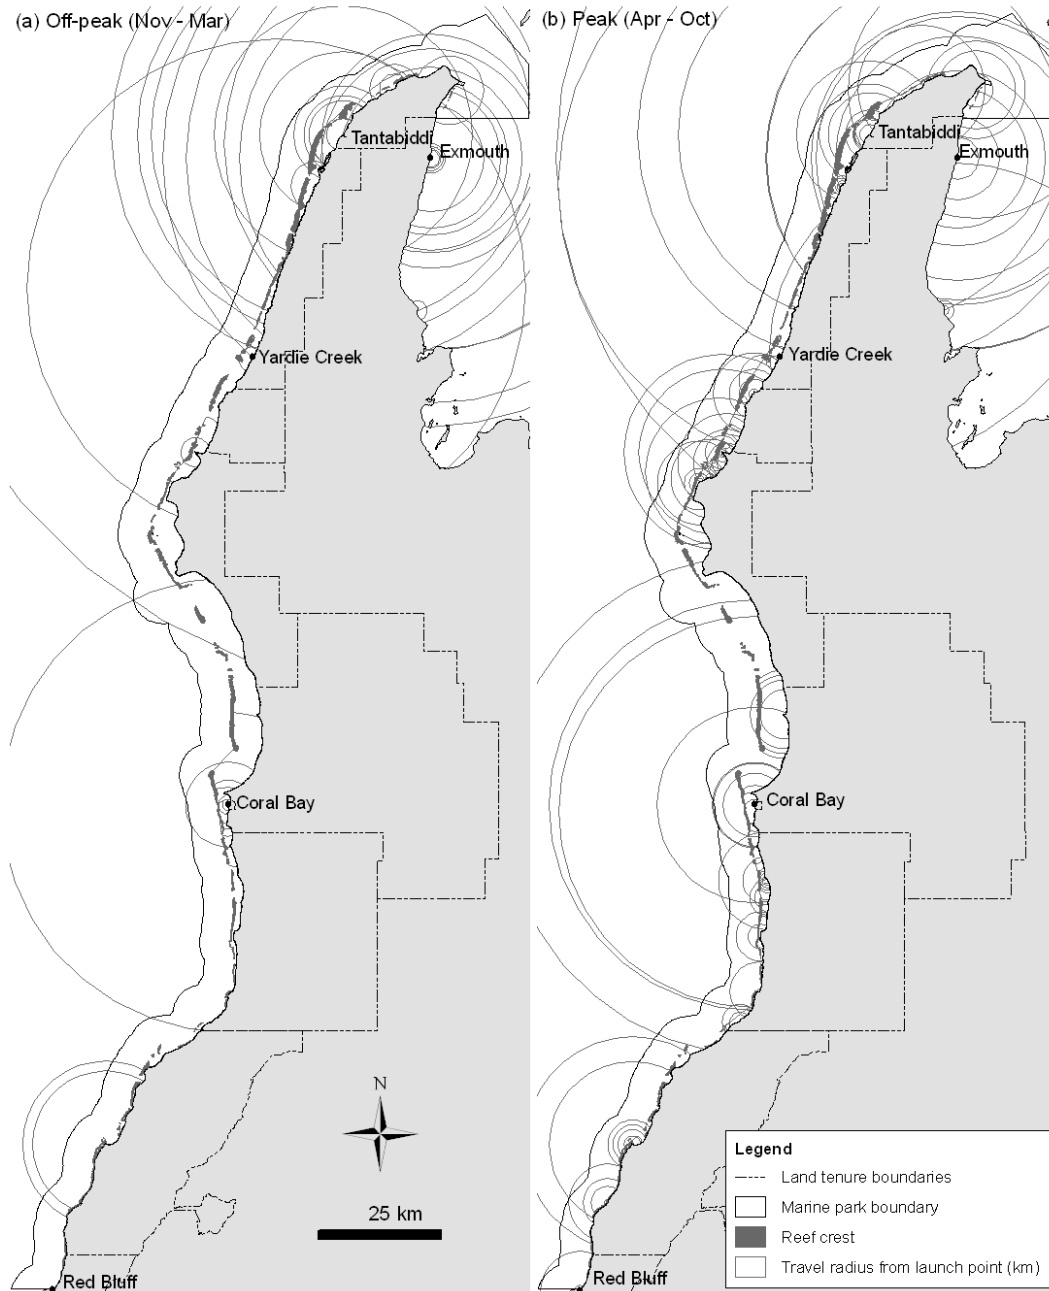 (a) Off-peak (Nov - Mar)
(b) Peak (Apr - Oct)
Tantabiddi
Exmouth
Yardie Creek
Coral Bay
Red Bluff
N
25 km
Tantabiddi
Exmouth
Yardie Creek
Coral Bay
Red Bluff
Legend
Land tenure boundaries
Marine park boundary
Reef crest
Travel radius from launch point (km)